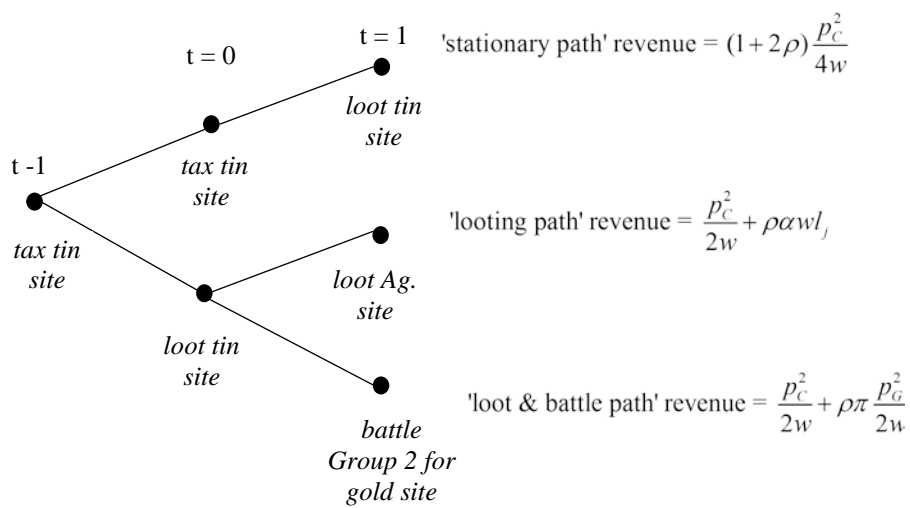 t = 1
'stationary path' revenue = (1 + 2ρ) p_C^2 / 4w
t = 0
loot tin
site
t -1
tax tin
site
'looting path' revenue = p_C^2 / 2w + ραwl_j
tax tin
site
loot Ag.
site
loot tin
site
'loot & battle path' revenue = p_C^2 / 2w + ρπ p_G^2 / 2w
battle
Group 2 for
gold site